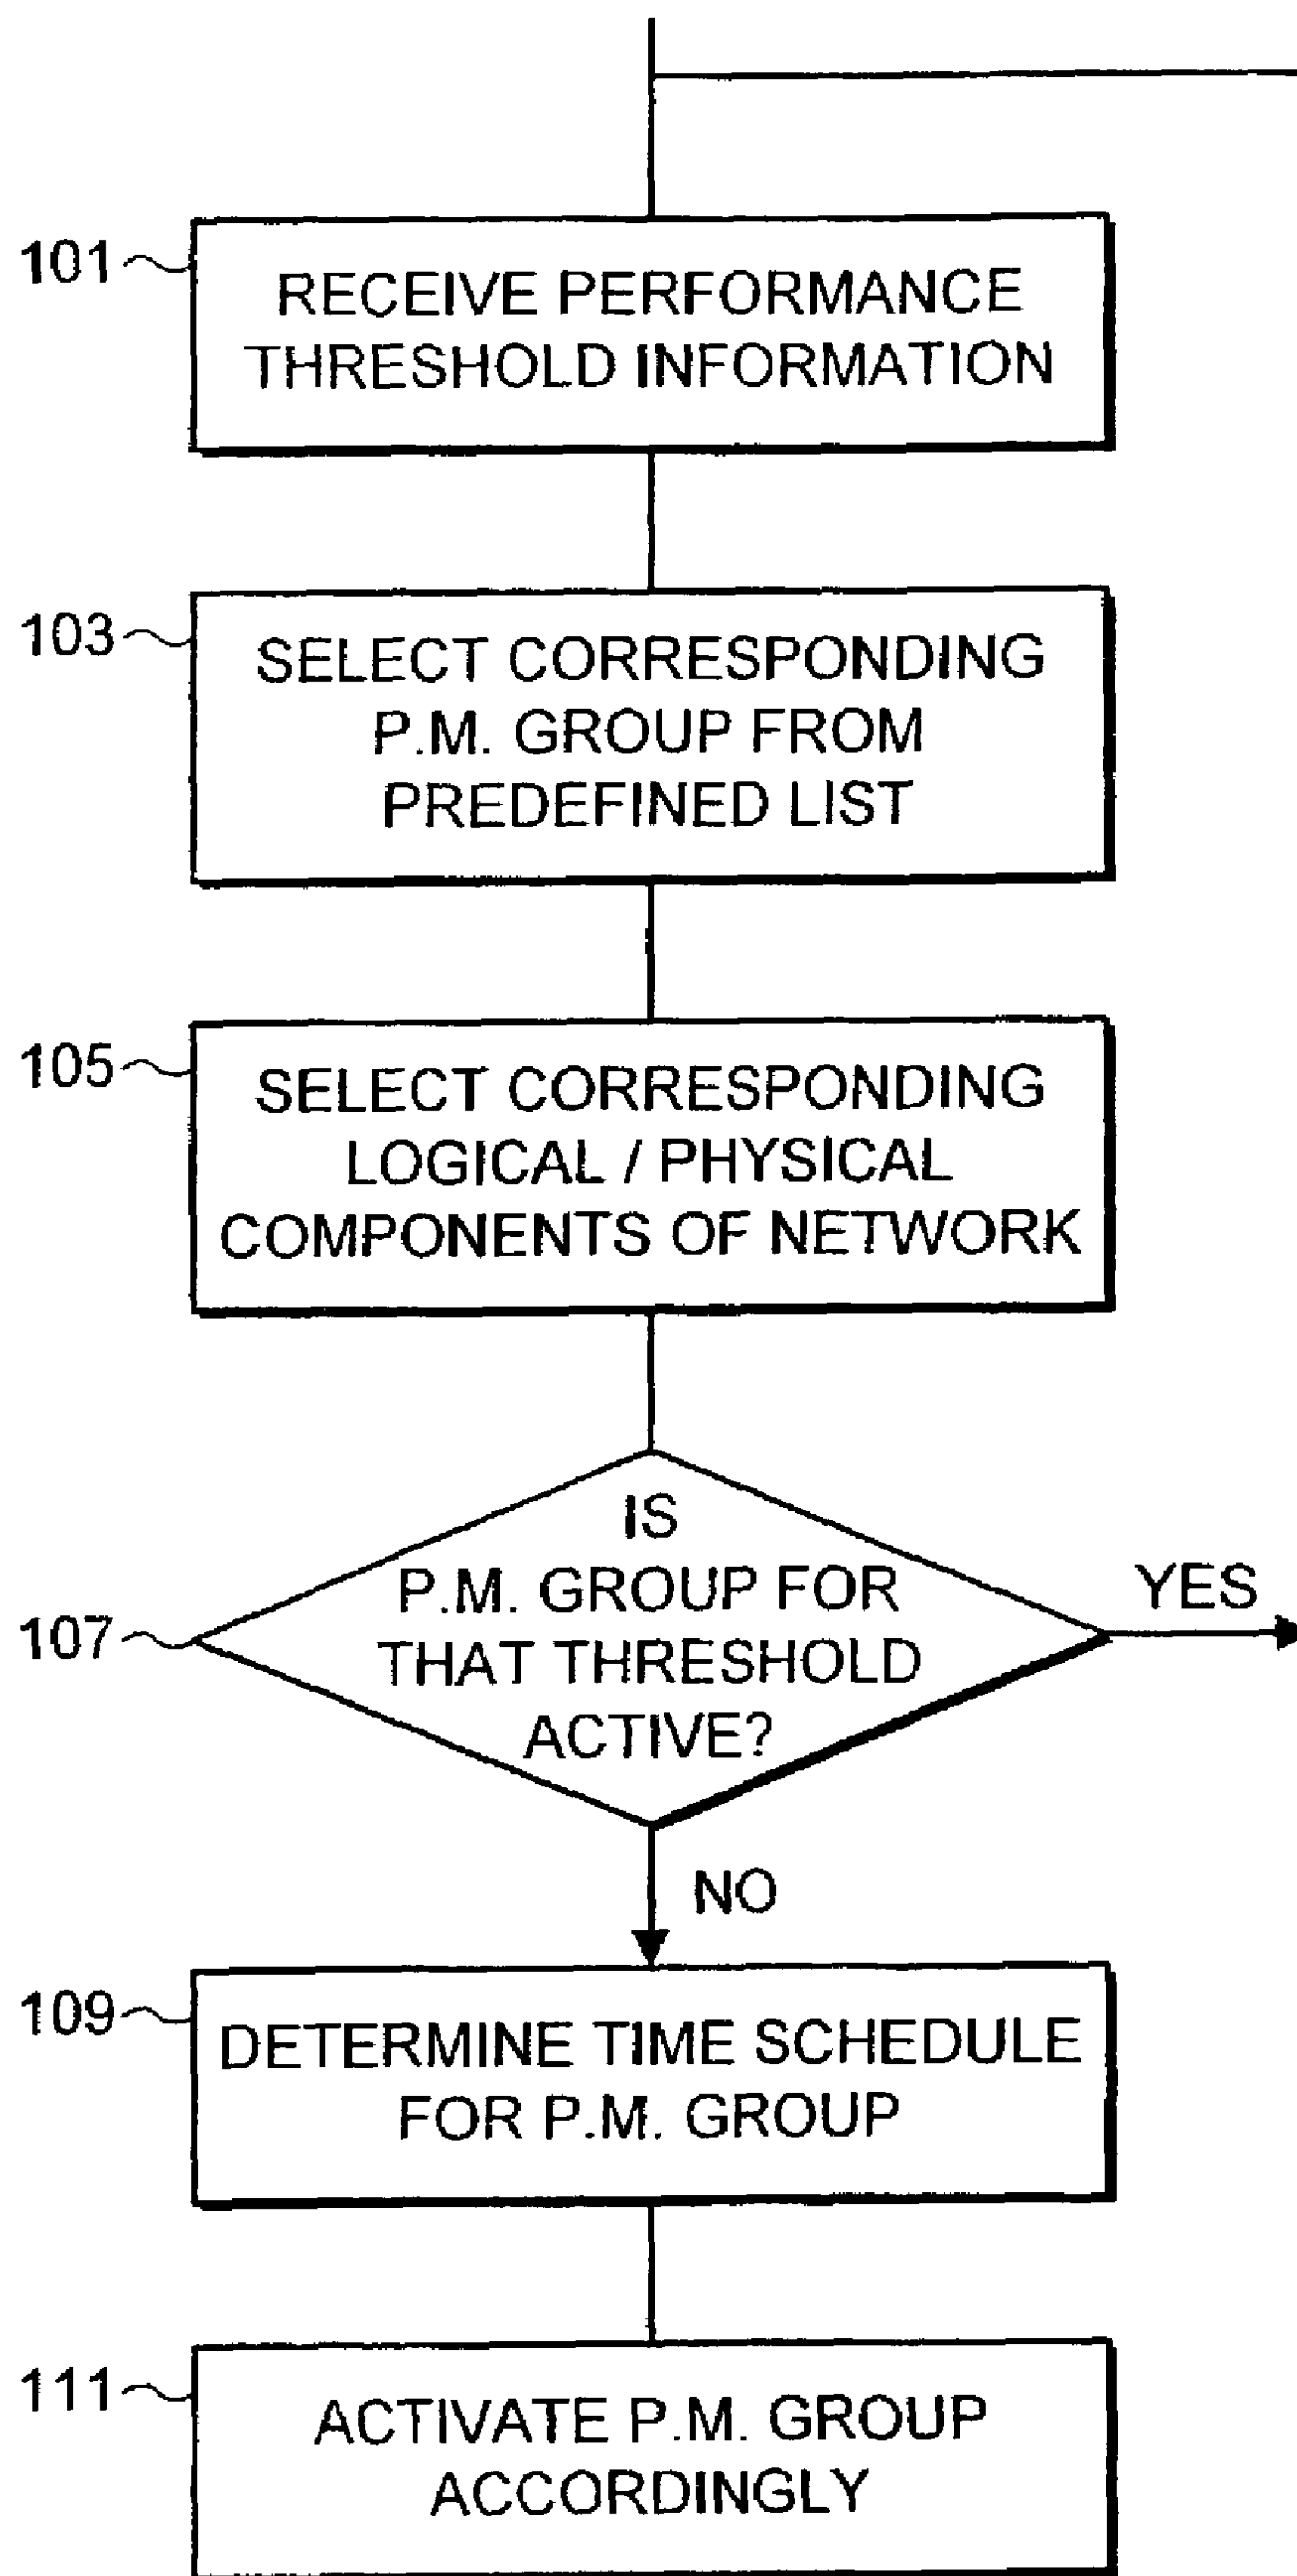 101
RECEIVE PERFORMANCE
THRESHOLD INFORMATION
103
SELECT CORRESPONDING
P.M. GROUP FROM
PREDEFINED LIST
105
SELECT CORRESPONDING
LOGICAL / PHYSICAL
COMPONENTS OF NETWORK
107
IS
P.M. GROUP FOR
THAT THRESHOLD
ACTIVE?
YES
NO
109
DETERMINE TIME SCHEDULE
FOR P.M. GROUP
111
ACTIVATE P.M. GROUP
ACCORDINGLY